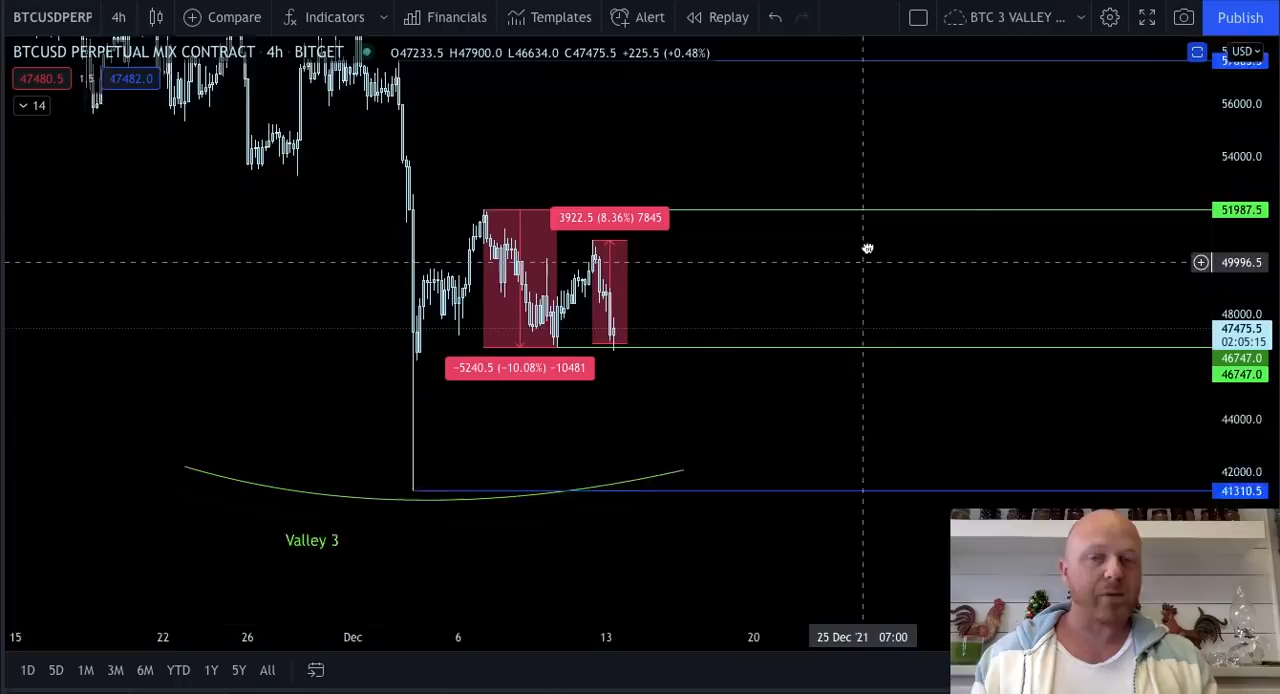 BTCUSDPERP 4h Compare Indicators Financials Templates Alert Replay BTC 3 VALLEY ... Publish
BTCUSD PERPETUAL MIX CONTRACT · 4h · BITGET O47233.5 H47900.0 L46634.0 C47475.5 +225.5 (+0.48%)
USD
47480.5 47482.0
14
56000.0
54000.0
51987.5
3922.5 (8.36%) 7845
49996.5
48000.0
47475.5
02:05:15
46747.0
−5240.5 (−10.08%) −10481
46747.0
44000.0
42000.0
41310.5
Valley 3
15 22 26 Dec 6 13 20 25 Dec '21 07:00
1D 5D 1M 3M 6M YTD 1Y 5Y All